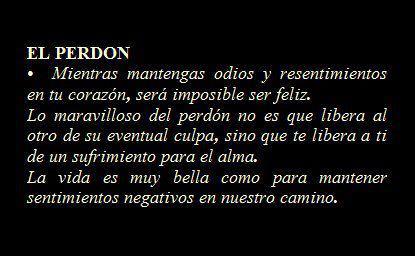 EL PERDON
• Mientras mantengas odios y resentimientos
en tu corazón, será imposible ser feliz.
Lo maravilloso del perdón no es que libera al
otro de su eventual culpa, sino que te libera a ti
de un sufrimiento para el alma.
La vida es muy bella como para mantener
sentimientos negativos en nuestro camino.